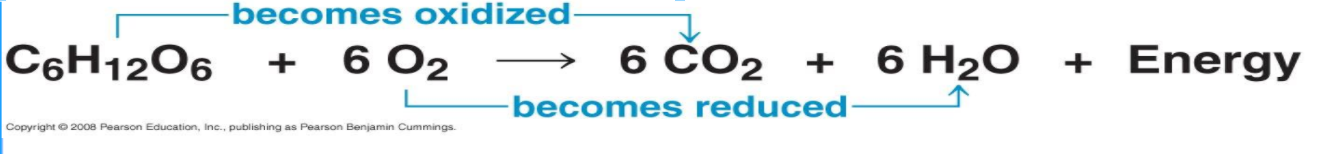 becomes oxidized
C6H12O6 + 6 O2 → 6 CO2 + 6 H2O + Energy
becomes reduced
Copyright © 2008 Pearson Education, Inc., publishing as Pearson Benjamin Cummings.